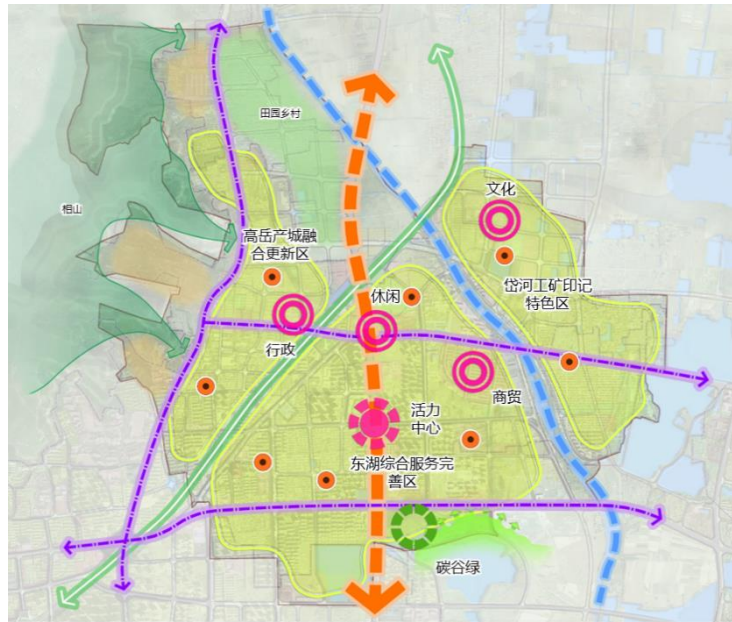 田园乡村
文化
相山
高岳产城融
合更新区
岱河工矿印记
特色区
休闲
行政
商贸
活力
中心
东湖综合服务完
善区
碳谷绿